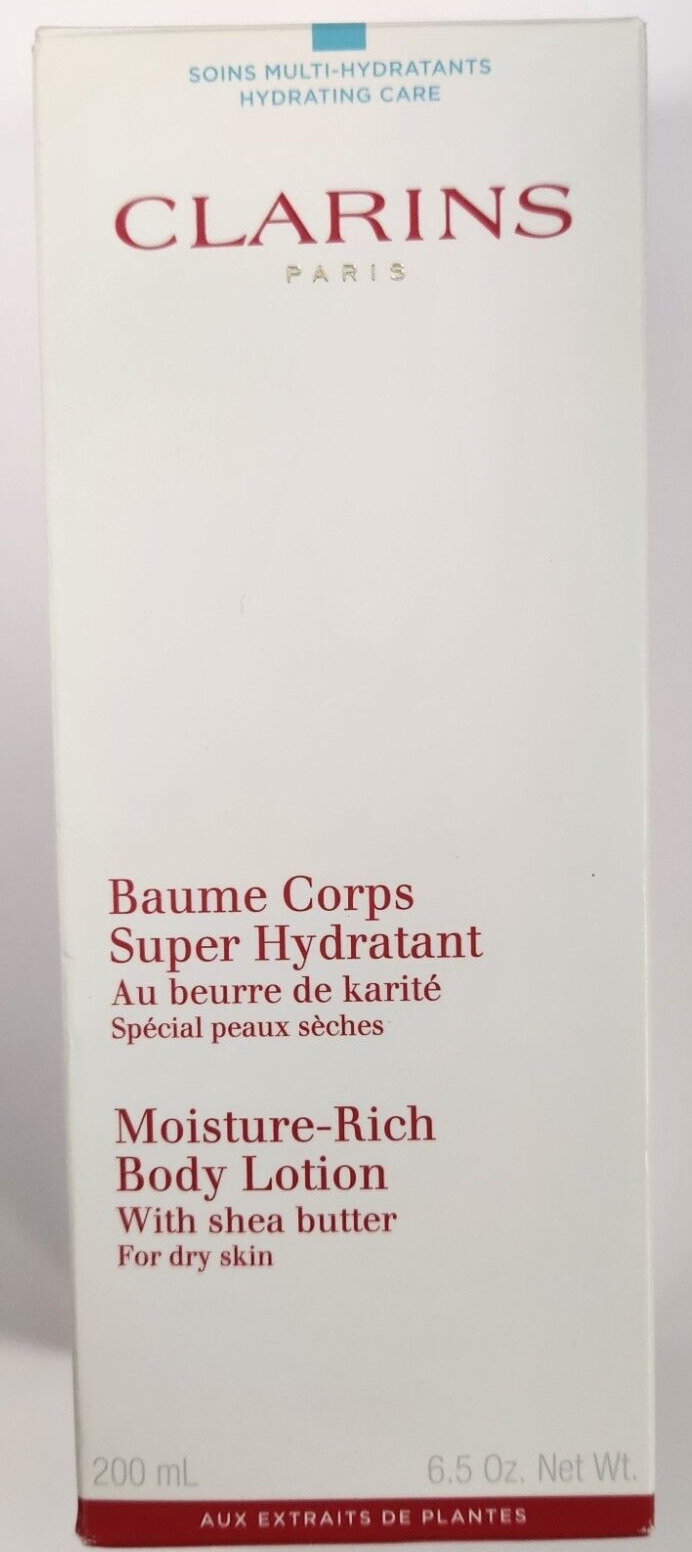 SOINS MULTI-HYDRATANTS
HYDRATING CARE
CLARINS
PARIS
Baume Corps
Super Hydratant
Au beurre de karité
Spécial peaux sèches
Moisture-Rich
Body Lotion
With shea butter
For dry skin
200 mL 6.5 Oz. Net Wt.
AUX EXTRAITS DE PLANTES